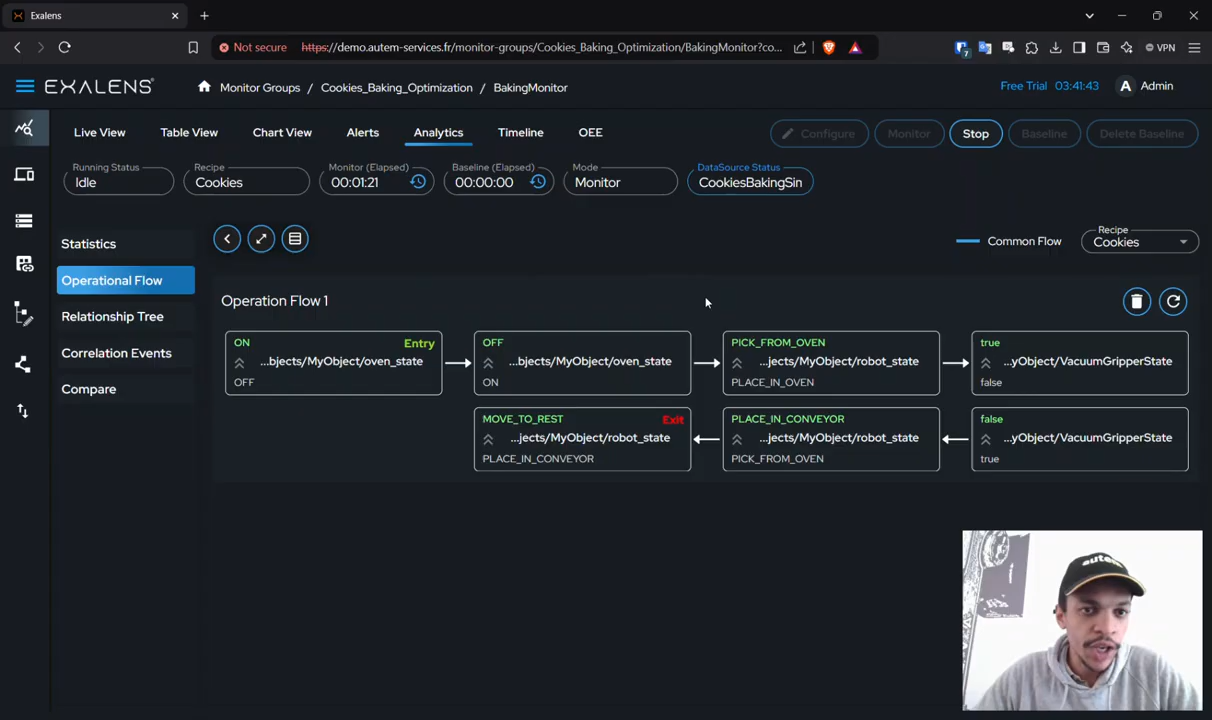 Exalens
Not secure https://demo.autem-services.fr/monitor-groups/Cookies_Baking_Optimization/BakingMonitor?co...
7
VPN
EXALENS
Monitor Groups / Cookies_Baking_Optimization / BakingMonitor
Free Trial 03:41:43 A Admin
Live View Table View Chart View Alerts Analytics Timeline OEE
Configure Monitor Stop Baseline Delete Baseline
Running Status Recipe Monitor (Elapsed) Baseline (Elapsed) Mode DataSource Status
Idle Cookies 00:01:21 00:00:00 Monitor CookiesBakingSin
Statistics
Operational Flow
Relationship Tree
Correlation Events
Compare
Common Flow
Recipe
Cookies
Operation Flow 1
ON Entry
...bjects/MyObject/oven_state
OFF
OFF
...bjects/MyObject/oven_state
ON
PICK_FROM_OVEN
...jects/MyObject/robot_state
PLACE_IN_OVEN
true
...yObject/VacuumGripperState
false
MOVE_TO_REST Exit
...jects/MyObject/robot_state
PLACE_IN_CONVEYOR
PLACE_IN_CONVEYOR
...jects/MyObject/robot_state
PICK_FROM_OVEN
false
...yObject/VacuumGripperState
true
autem